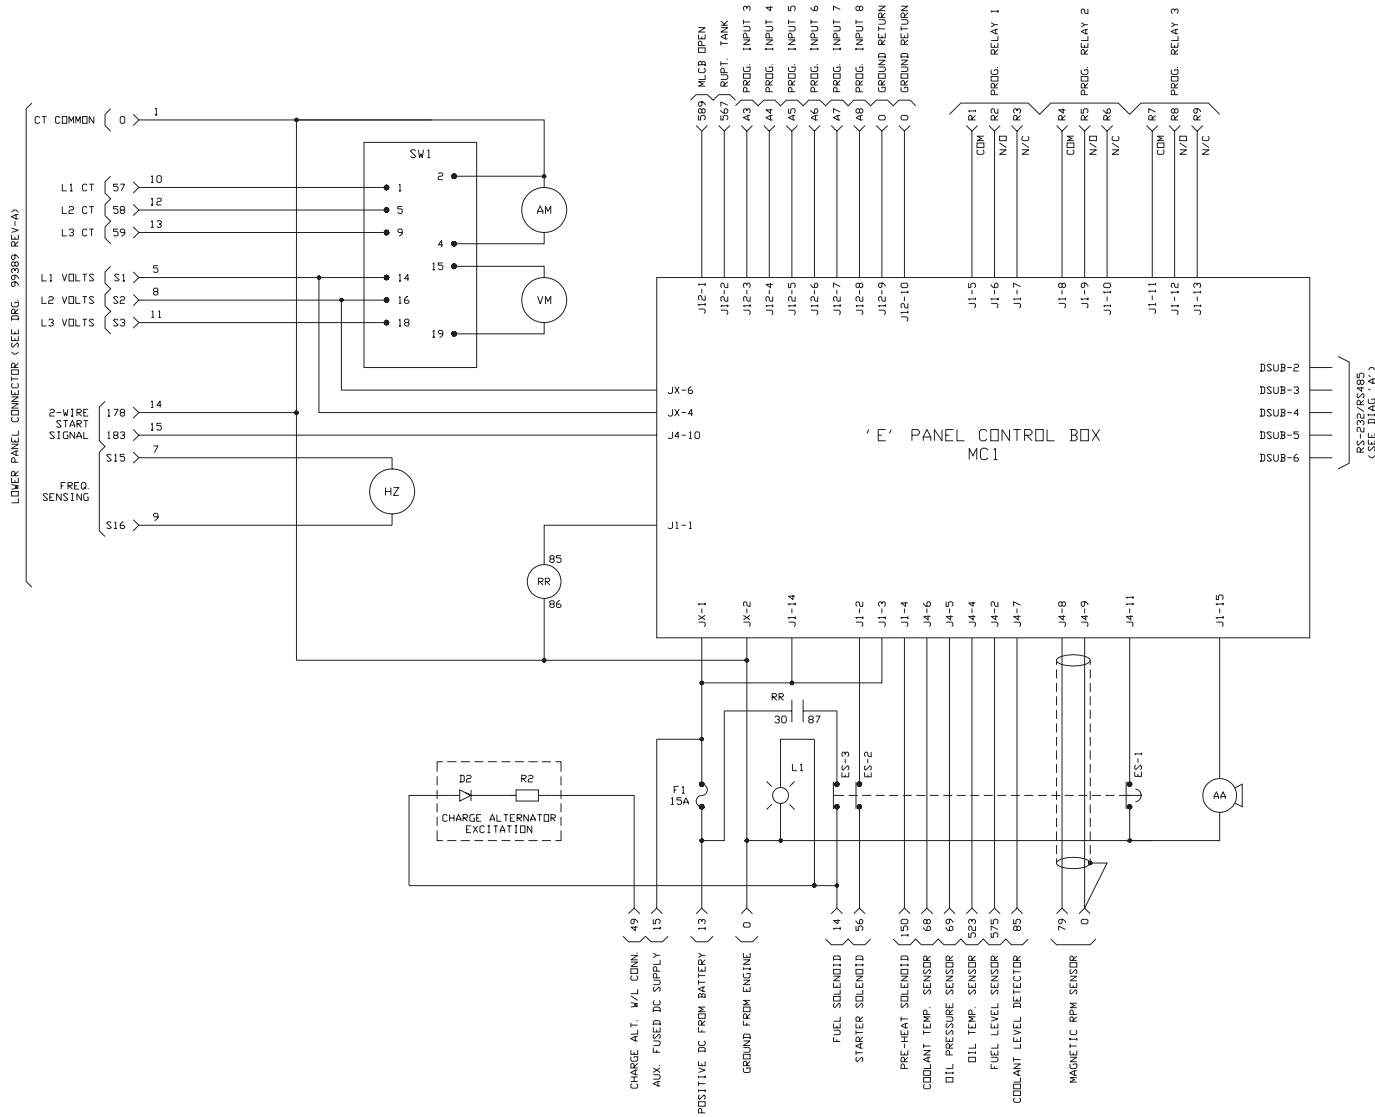 MLCB OPEN
RUPT. TANK
PROG. INPUT 3
PROG. INPUT 4
PROG. INPUT 5
PROG. INPUT 6
PROG. INPUT 7
PROG. INPUT 8
GROUND RETURN
GROUND RETURN
PROG. RELAY 1
PROG. RELAY 2
PROG. RELAY 3
589
567
A3
A4
A5
A6
A7
A8
0
0
R1
R2
R3
R4
R5
R6
R7
R8
R9
COM
N/O
N/C
COM
N/O
N/C
COM
N/O
N/C
LOWER PANEL CONNECTOR (SEE DRG. 99389 REV-A)
CT COMMON 0 1
L1 CT 57 10
L2 CT 58 12
L3 CT 59 13
L1 VOLTS S1 5
L2 VOLTS S2 8
L3 VOLTS S3 11
2-WIRE
START
SIGNAL
178 14
183 15
FREQ.
SENSING
S15 7
S16 9
SW1
2
1
5
9
4
15
14
16
18
19
AM
VM
HZ
85
RR
86
J12-1
J12-2
J12-3
J12-4
J12-5
J12-6
J12-7
J12-8
J12-9
J12-10
J1-5
J1-6
J1-7
J1-8
J1-9
J1-10
J1-11
J1-12
J1-13
JX-6
JX-4
J4-10
J1-1
'E' PANEL CONTROL BOX
MC1
DSUB-2
DSUB-3
DSUB-4
DSUB-5
DSUB-6
RS-232/RS485
(SEE DIAG 'A')
JX-1
JX-2
J1-14
J1-2
J1-3
J1-4
J4-6
J4-5
J4-4
J4-2
J4-7
J4-8
J4-9
J4-11
J1-15
RR
30 87
D2
R2
CHARGE ALTERNATOR
EXCITATION
F1
15A
L1
ES-3
ES-2
ES-1
AA
49
15
13
0
14
56
150
68
69
523
575
85
79
0
CHARGE ALT. W/L CONN.
AUX. FUSED DC SUPPLY
POSITIVE DC FROM BATTERY
GROUND FROM ENGINE
FUEL SOLENOID
STARTER SOLENOID
PRE-HEAT SOLENOID
COOLANT TEMP. SENSOR
OIL PRESSURE SENSOR
OIL TEMP. SENSOR
FUEL LEVEL SENSOR
COOLANT LEVEL DETECTOR
MAGNETIC RPM SENSOR